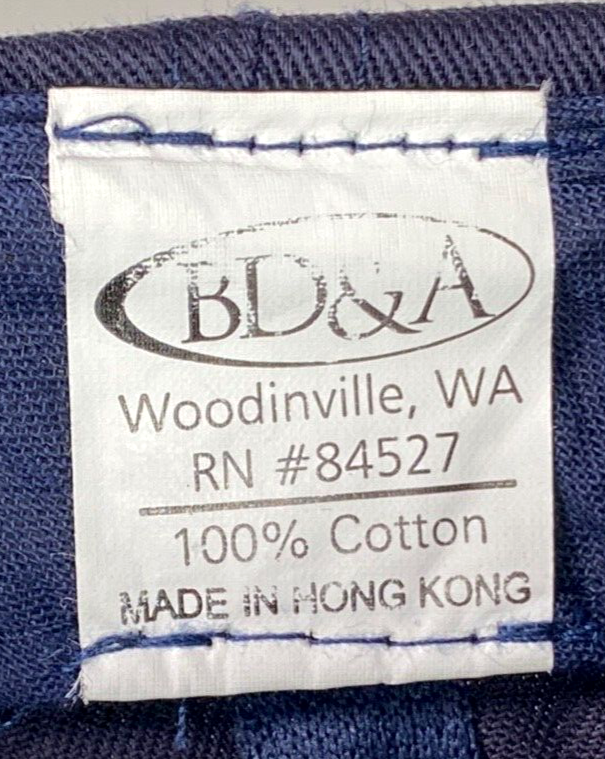 BD&A
Woodinville, WA
RN #84527
100% Cotton
MADE IN HONG KONG